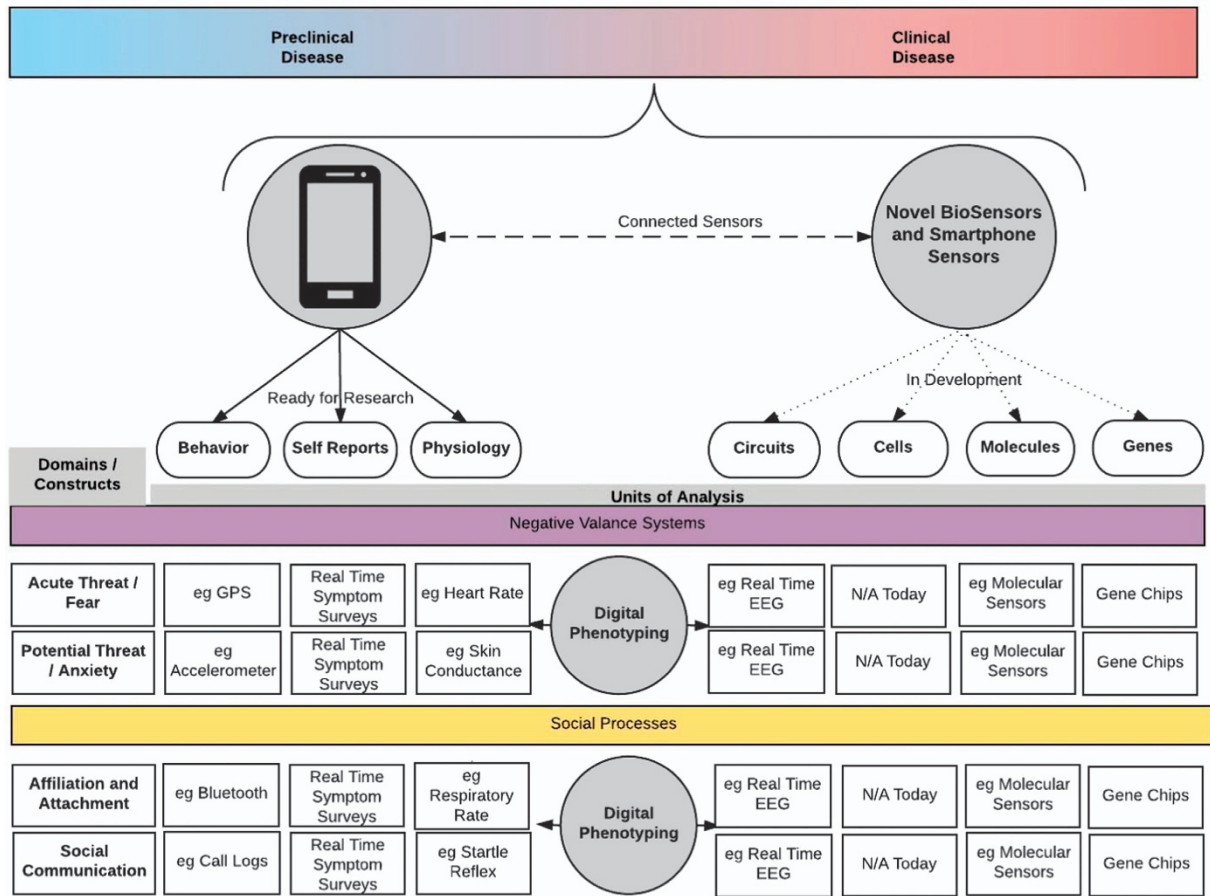 Preclinical
Disease
Clinical
Disease
Connected Sensors
Novel BioSensors
and Smartphone
Sensors
Ready for Research
In Development
Behavior
Self Reports
Physiology
Circuits
Cells
Molecules
Genes
Domains /
Constructs
Units of Analysis
Negative Valance Systems
Acute Threat /
Fear
eg GPS
Real Time
Symptom
Surveys
eg Heart Rate
Digital
Phenotyping
eg Real Time
EEG
N/A Today
eg Molecular
Sensors
Gene Chips
Potential Threat
/ Anxiety
eg
Accelerometer
Real Time
Symptom
Surveys
eg Skin
Conductance
eg Real Time
EEG
N/A Today
eg Molecular
Sensors
Gene Chips
Social Processes
Affiliation and
Attachment
eg Bluetooth
Real Time
Symptom
Surveys
eg
Respiratory
Rate
Digital
Phenotyping
eg Real Time
EEG
N/A Today
eg Molecular
Sensors
Gene Chips
Social
Communication
eg Call Logs
Real Time
Symptom
Surveys
eg Startle
Reflex
eg Real Time
EEG
N/A Today
eg Molecular
Sensors
Gene Chips